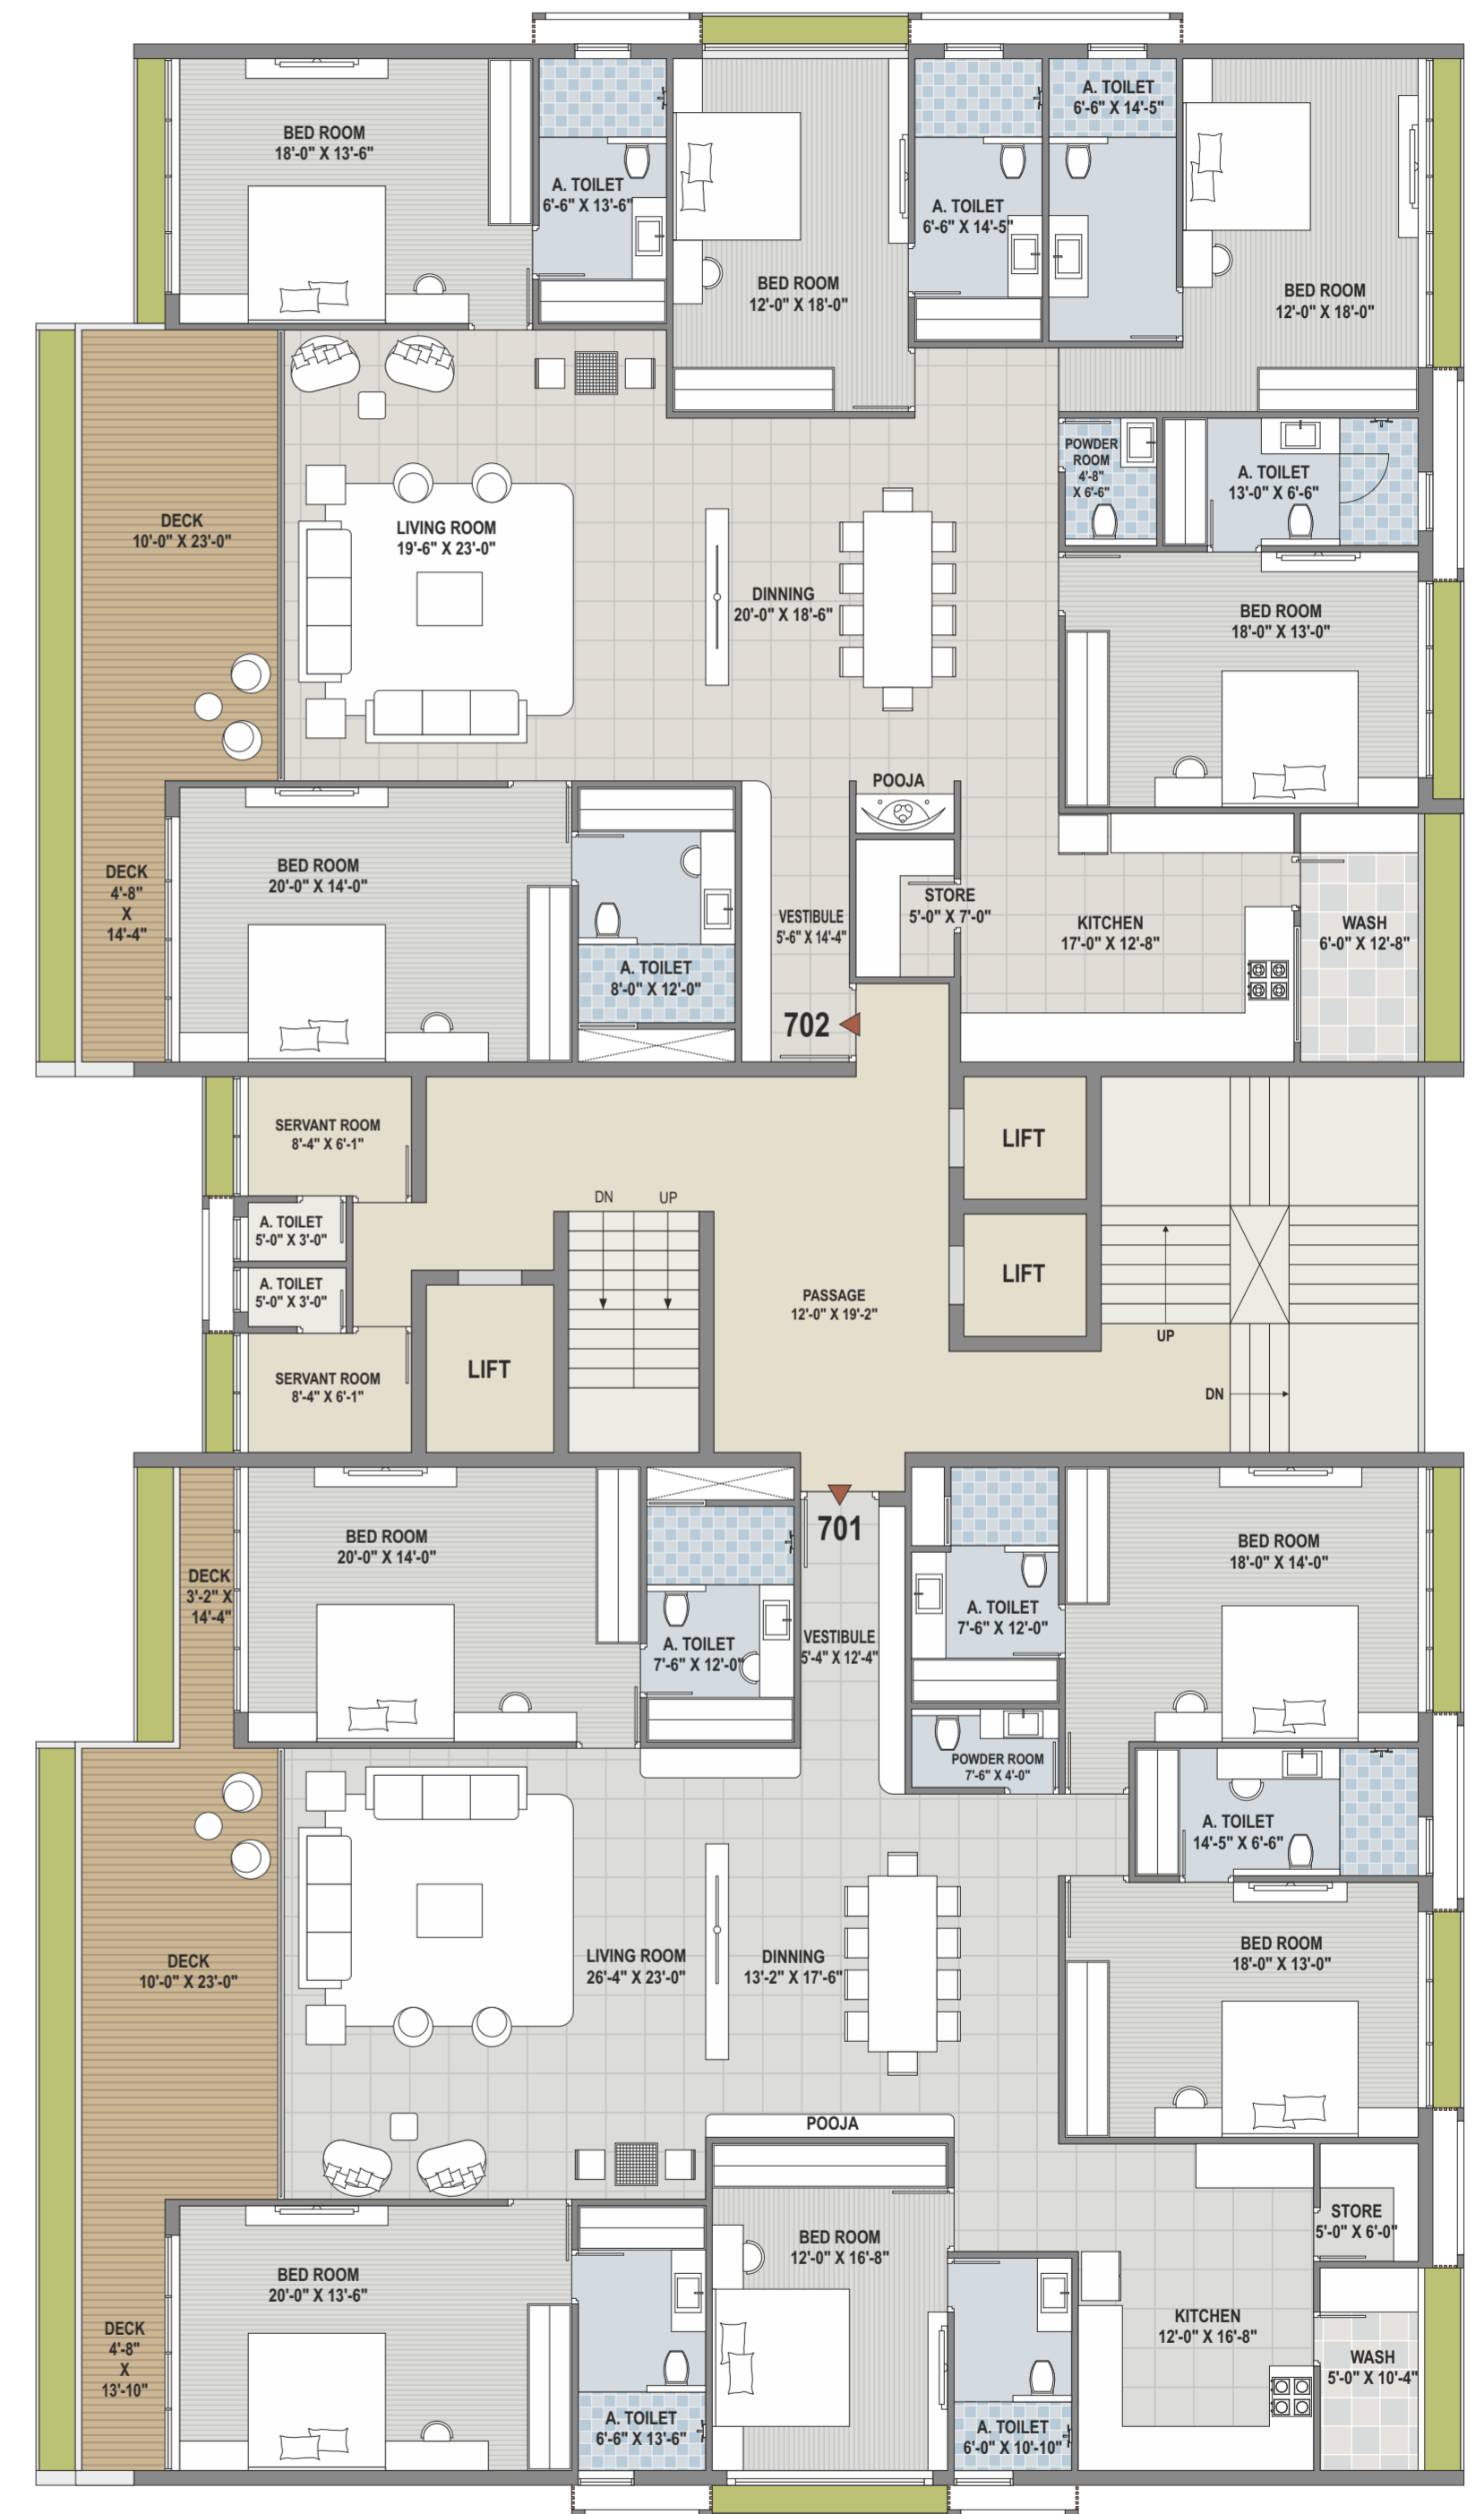 A. TOILET
6'-6" X 14'-5"
BED ROOM
18'-0" X 13'-6"
A. TOILET
6'-6" X 13'-6"
A. TOILET
6'-6" X 14'-5"
BED ROOM
12'-0" X 18'-0"
BED ROOM
12'-0" X 18'-0"
POWDER
ROOM
4'-8"
X 6'-6"
A. TOILET
13'-0" X 6'-6"
DECK
10'-0" X 23'-0"
LIVING ROOM
19'-6" X 23'-0"
DINNING
20'-0" X 18'-6"
BED ROOM
18'-0" X 13'-0"
POOJA
DECK
4'-8"
X
14'-4"
BED ROOM
20'-0" X 14'-0"
STORE
5'-0" X 7'-0"
VESTIBULE
5'-6" X 14'-4"
KITCHEN
17'-0" X 12'-8"
WASH
6'-0" X 12'-8"
A. TOILET
8'-0" X 12'-0"
702
SERVANT ROOM
8'-4" X 6'-1"
LIFT
DN
UP
A. TOILET
5'-0" X 3'-0"
A. TOILET
5'-0" X 3'-0"
LIFT
PASSAGE
12'-0" X 19'-2"
UP
LIFT
SERVANT ROOM
8'-4" X 6'-1"
DN
701
BED ROOM
20'-0" X 14'-0"
BED ROOM
18'-0" X 14'-0"
DECK
3'-2" X
14'-4"
A. TOILET
7'-6" X 12'-0"
VESTIBULE
5'-4" X 12'-4"
A. TOILET
7'-6" X 12'-0"
POWDER ROOM
7'-6" X 4'-0"
A. TOILET
14'-5" X 6'-6"
DECK
10'-0" X 23'-0"
LIVING ROOM
26'-4" X 23'-0"
DINNING
13'-2" X 17'-6"
BED ROOM
18'-0" X 13'-0"
POOJA
STORE
5'-0" X 6'-0"
BED ROOM
12'-0" X 16'-8"
BED ROOM
20'-0" X 13'-6"
DECK
4'-8"
X
13'-10"
KITCHEN
12'-0" X 16'-8"
WASH
5'-0" X 10'-4"
A. TOILET
6'-6" X 13'-6"
A. TOILET
6'-0" X 10'-10"